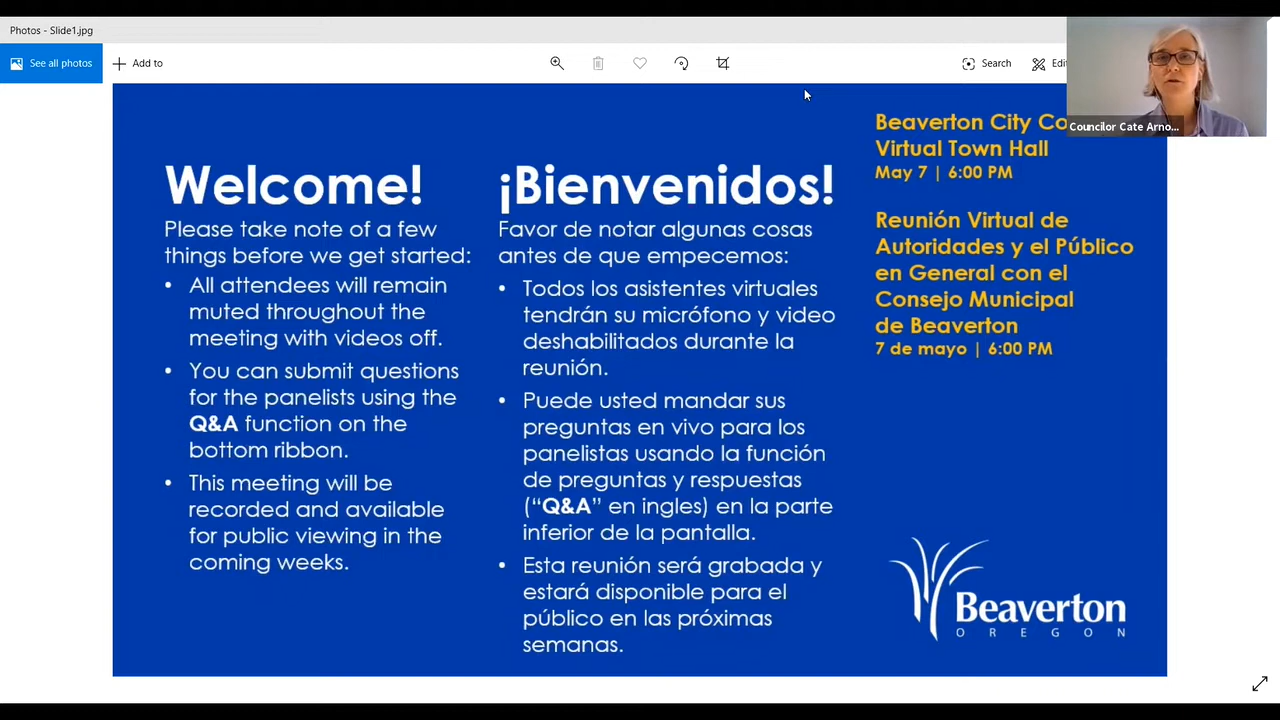 Photos - Slide1.jpg
See all photos
Add to
Search
Councilor Cate Arno...
Welcome!
Please take note of a few
things before we get started:
• All attendees will remain
muted throughout the
meeting with videos off.
• You can submit questions
for the panelists using the
Q&A function on the
bottom ribbon.
• This meeting will be
recorded and available
for public viewing in the
coming weeks.
¡Bienvenidos!
Favor de notar algunas cosas
antes de que empecemos:
• Todos los asistentes virtuales
tendrán su micrófono y video
deshabilitados durante la
reunión.
• Puede usted mandar sus
preguntas en vivo para los
panelistas usando la función
de preguntas y respuestas
(“Q&A” en ingles) en la parte
inferior de la pantalla.
• Esta reunión será grabada y
estará disponible para el
público en las próximas
semanas.
Beaverton City Co
Virtual Town Hall
May 7 | 6:00 PM
Reunión Virtual de
Autoridades y el Público
en General con el
Consejo Municipal
de Beaverton
7 de mayo | 6:00 PM
Beaverton
OREGON